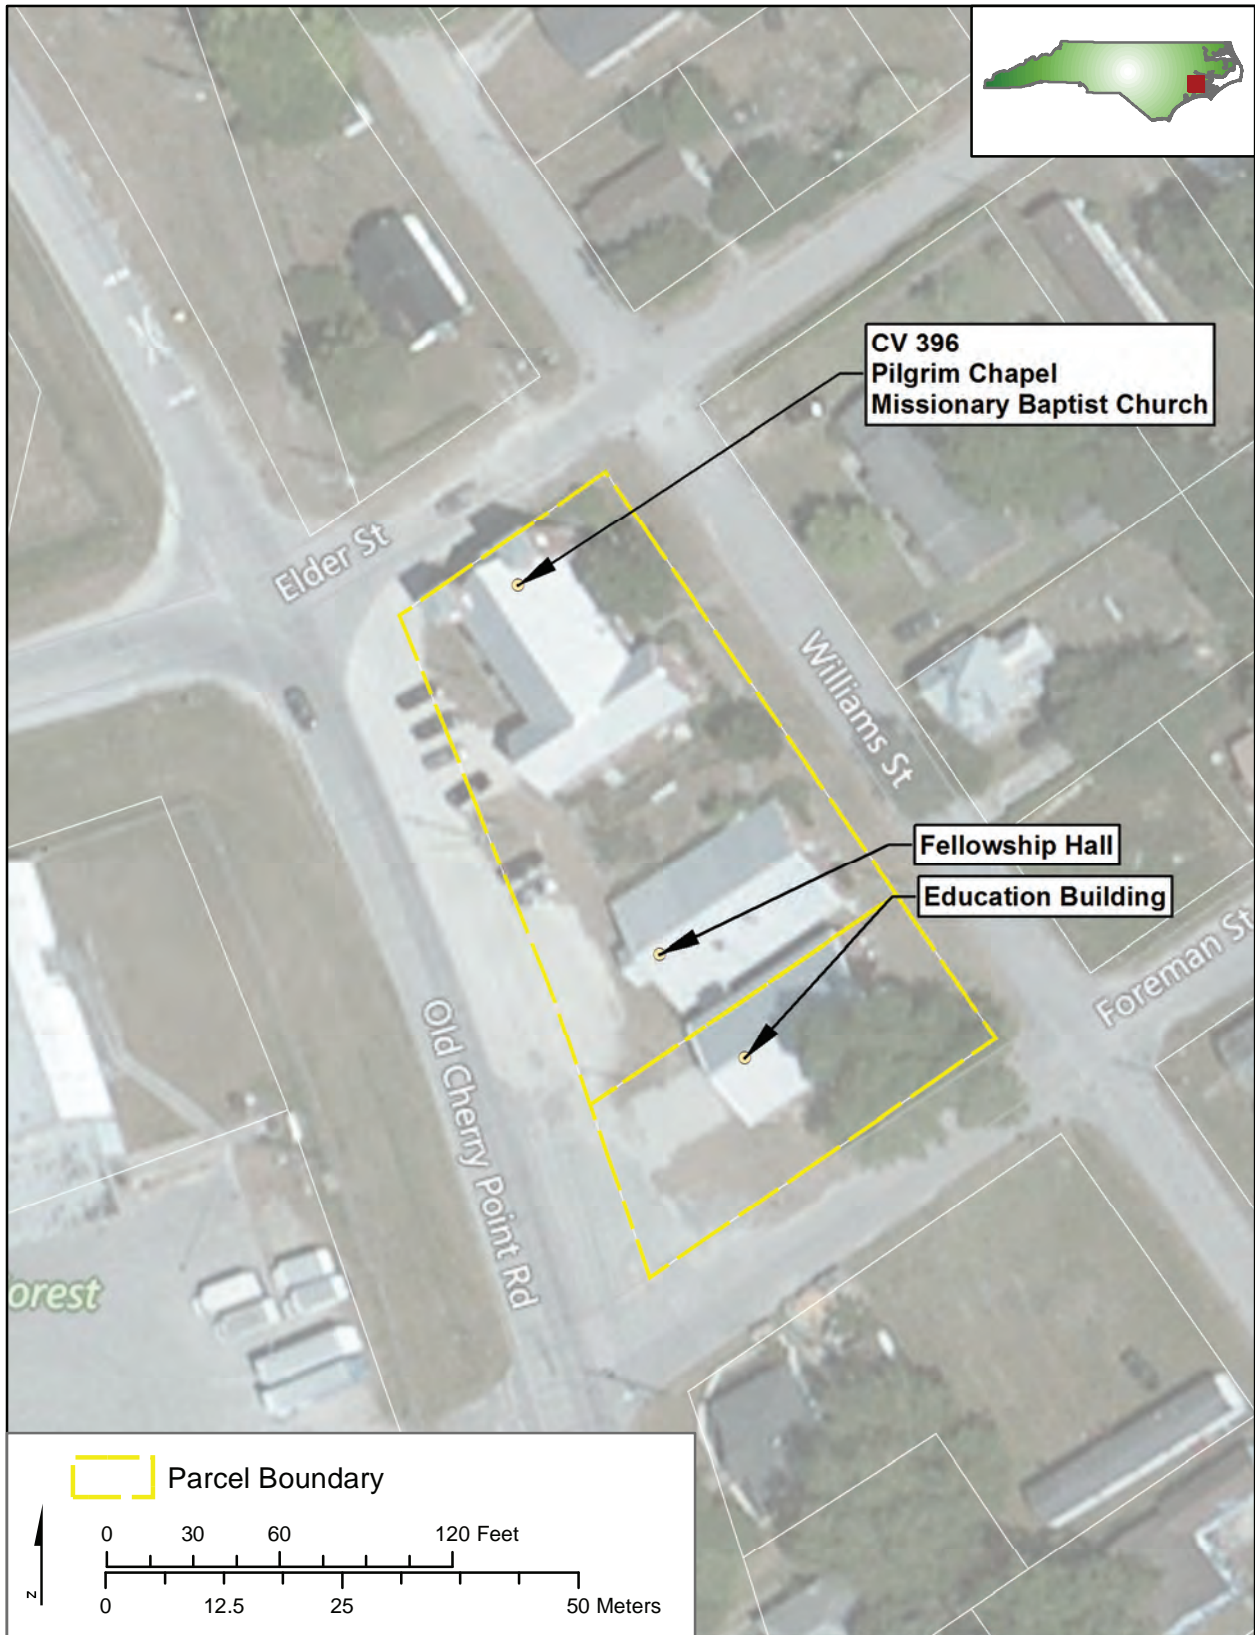 CV 396
Pilgrim Chapel
Missionary Baptist Church
Elder St
Williams St
Fellowship Hall
Education Building
Foreman St
Old Cherry Point Rd
orest
Parcel Boundary
0 30 60 120 Feet
z
0 12.5 25 50 Meters